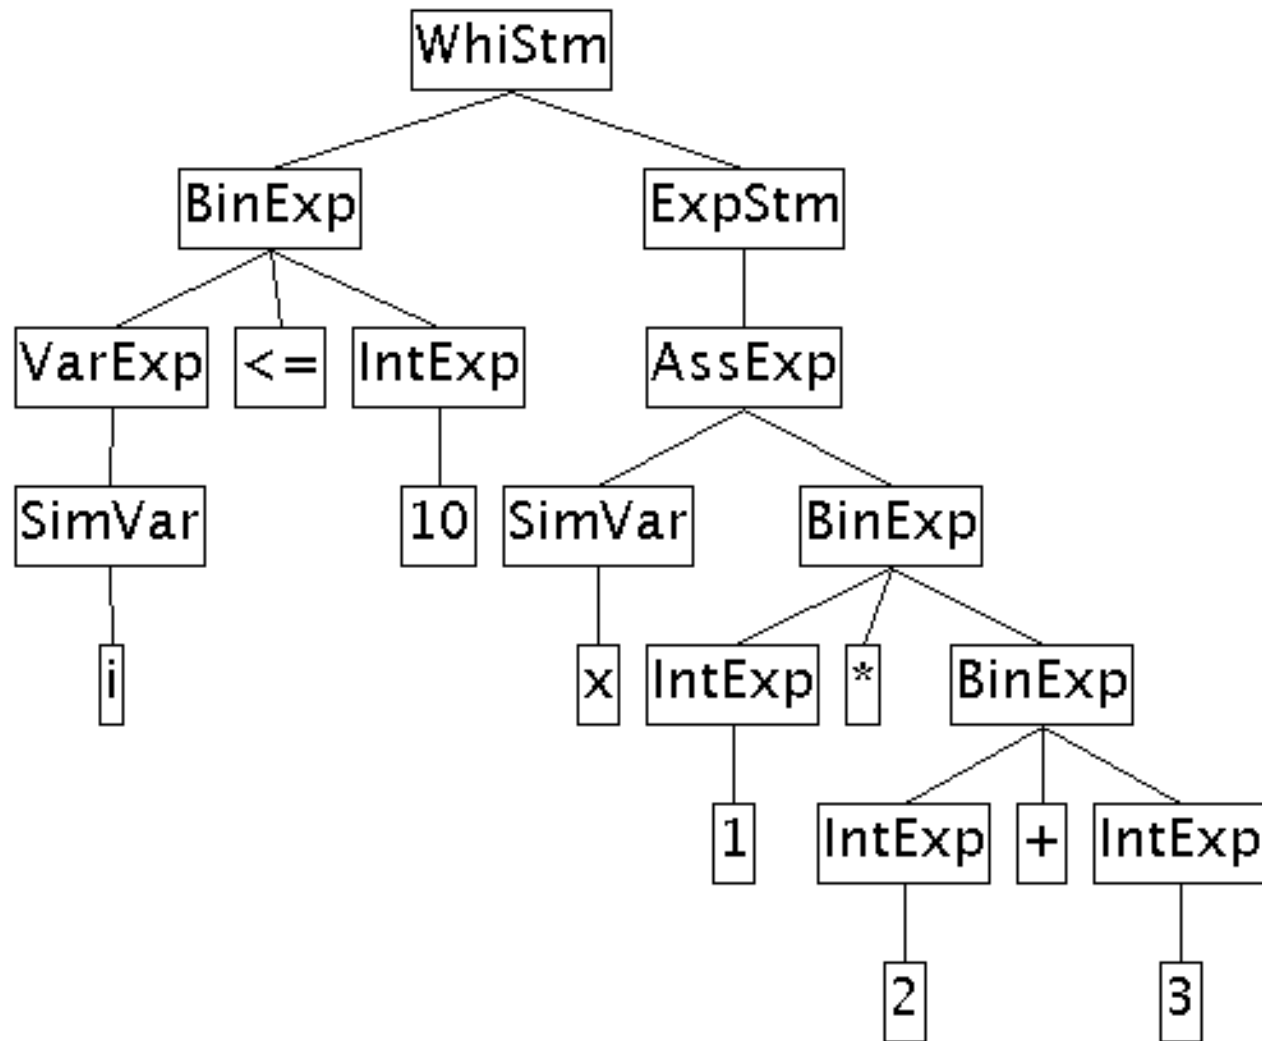 WhiStm
BinExp ExpStm
VarExp <= IntExp AssExp
SimVar 10 SimVar BinExp
i x IntExp * BinExp
1 IntExp + IntExp
2 3